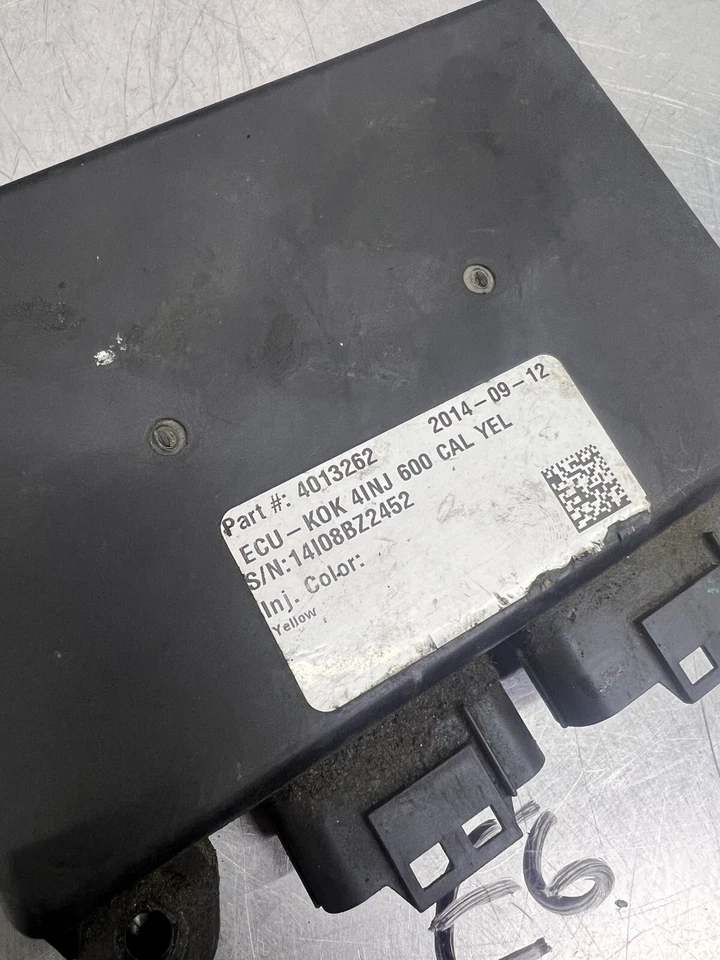 Part #: 4013262 2014-09-12
ECU-KOK 4INJ 600 CAL YEL
S/N:14I08BZ2452
Inj. Color:
Yellow